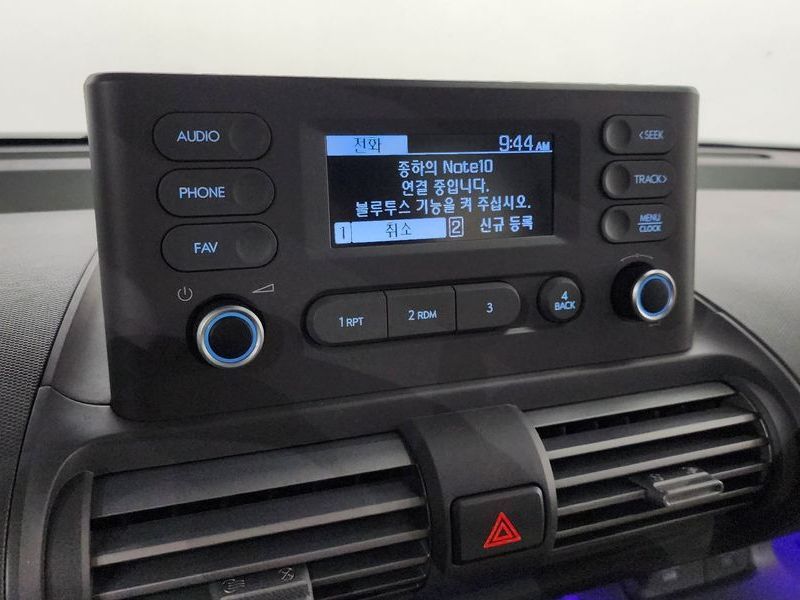 AUDIO
PHONE
FAV
전화 9:44 AM
종하의 Note10
연결 중입니다.
블루투스 기능을 켜 주십시오.
1 취소 2 신규 등록
<SEEK
TRACK>
MENU
CLOCK
1 RPT
2 RDM
3
4
BACK